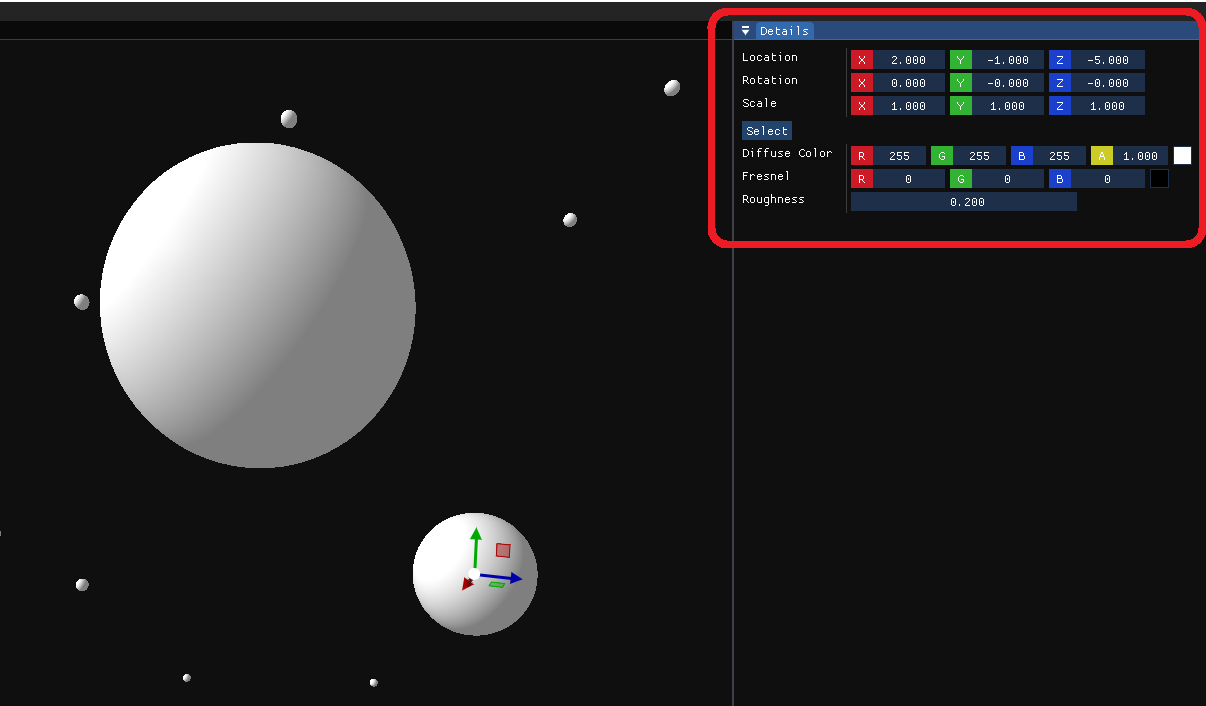 Details
Location X 2.000 Y -1.000 Z -5.000
Rotation X 0.000 Y -0.000 Z -0.000
Scale X 1.000 Y 1.000 Z 1.000
Select
Diffuse Color R 255 G 255 B 255 A 1.000
Fresnel R 0 G 0 B 0
Roughness 0.200